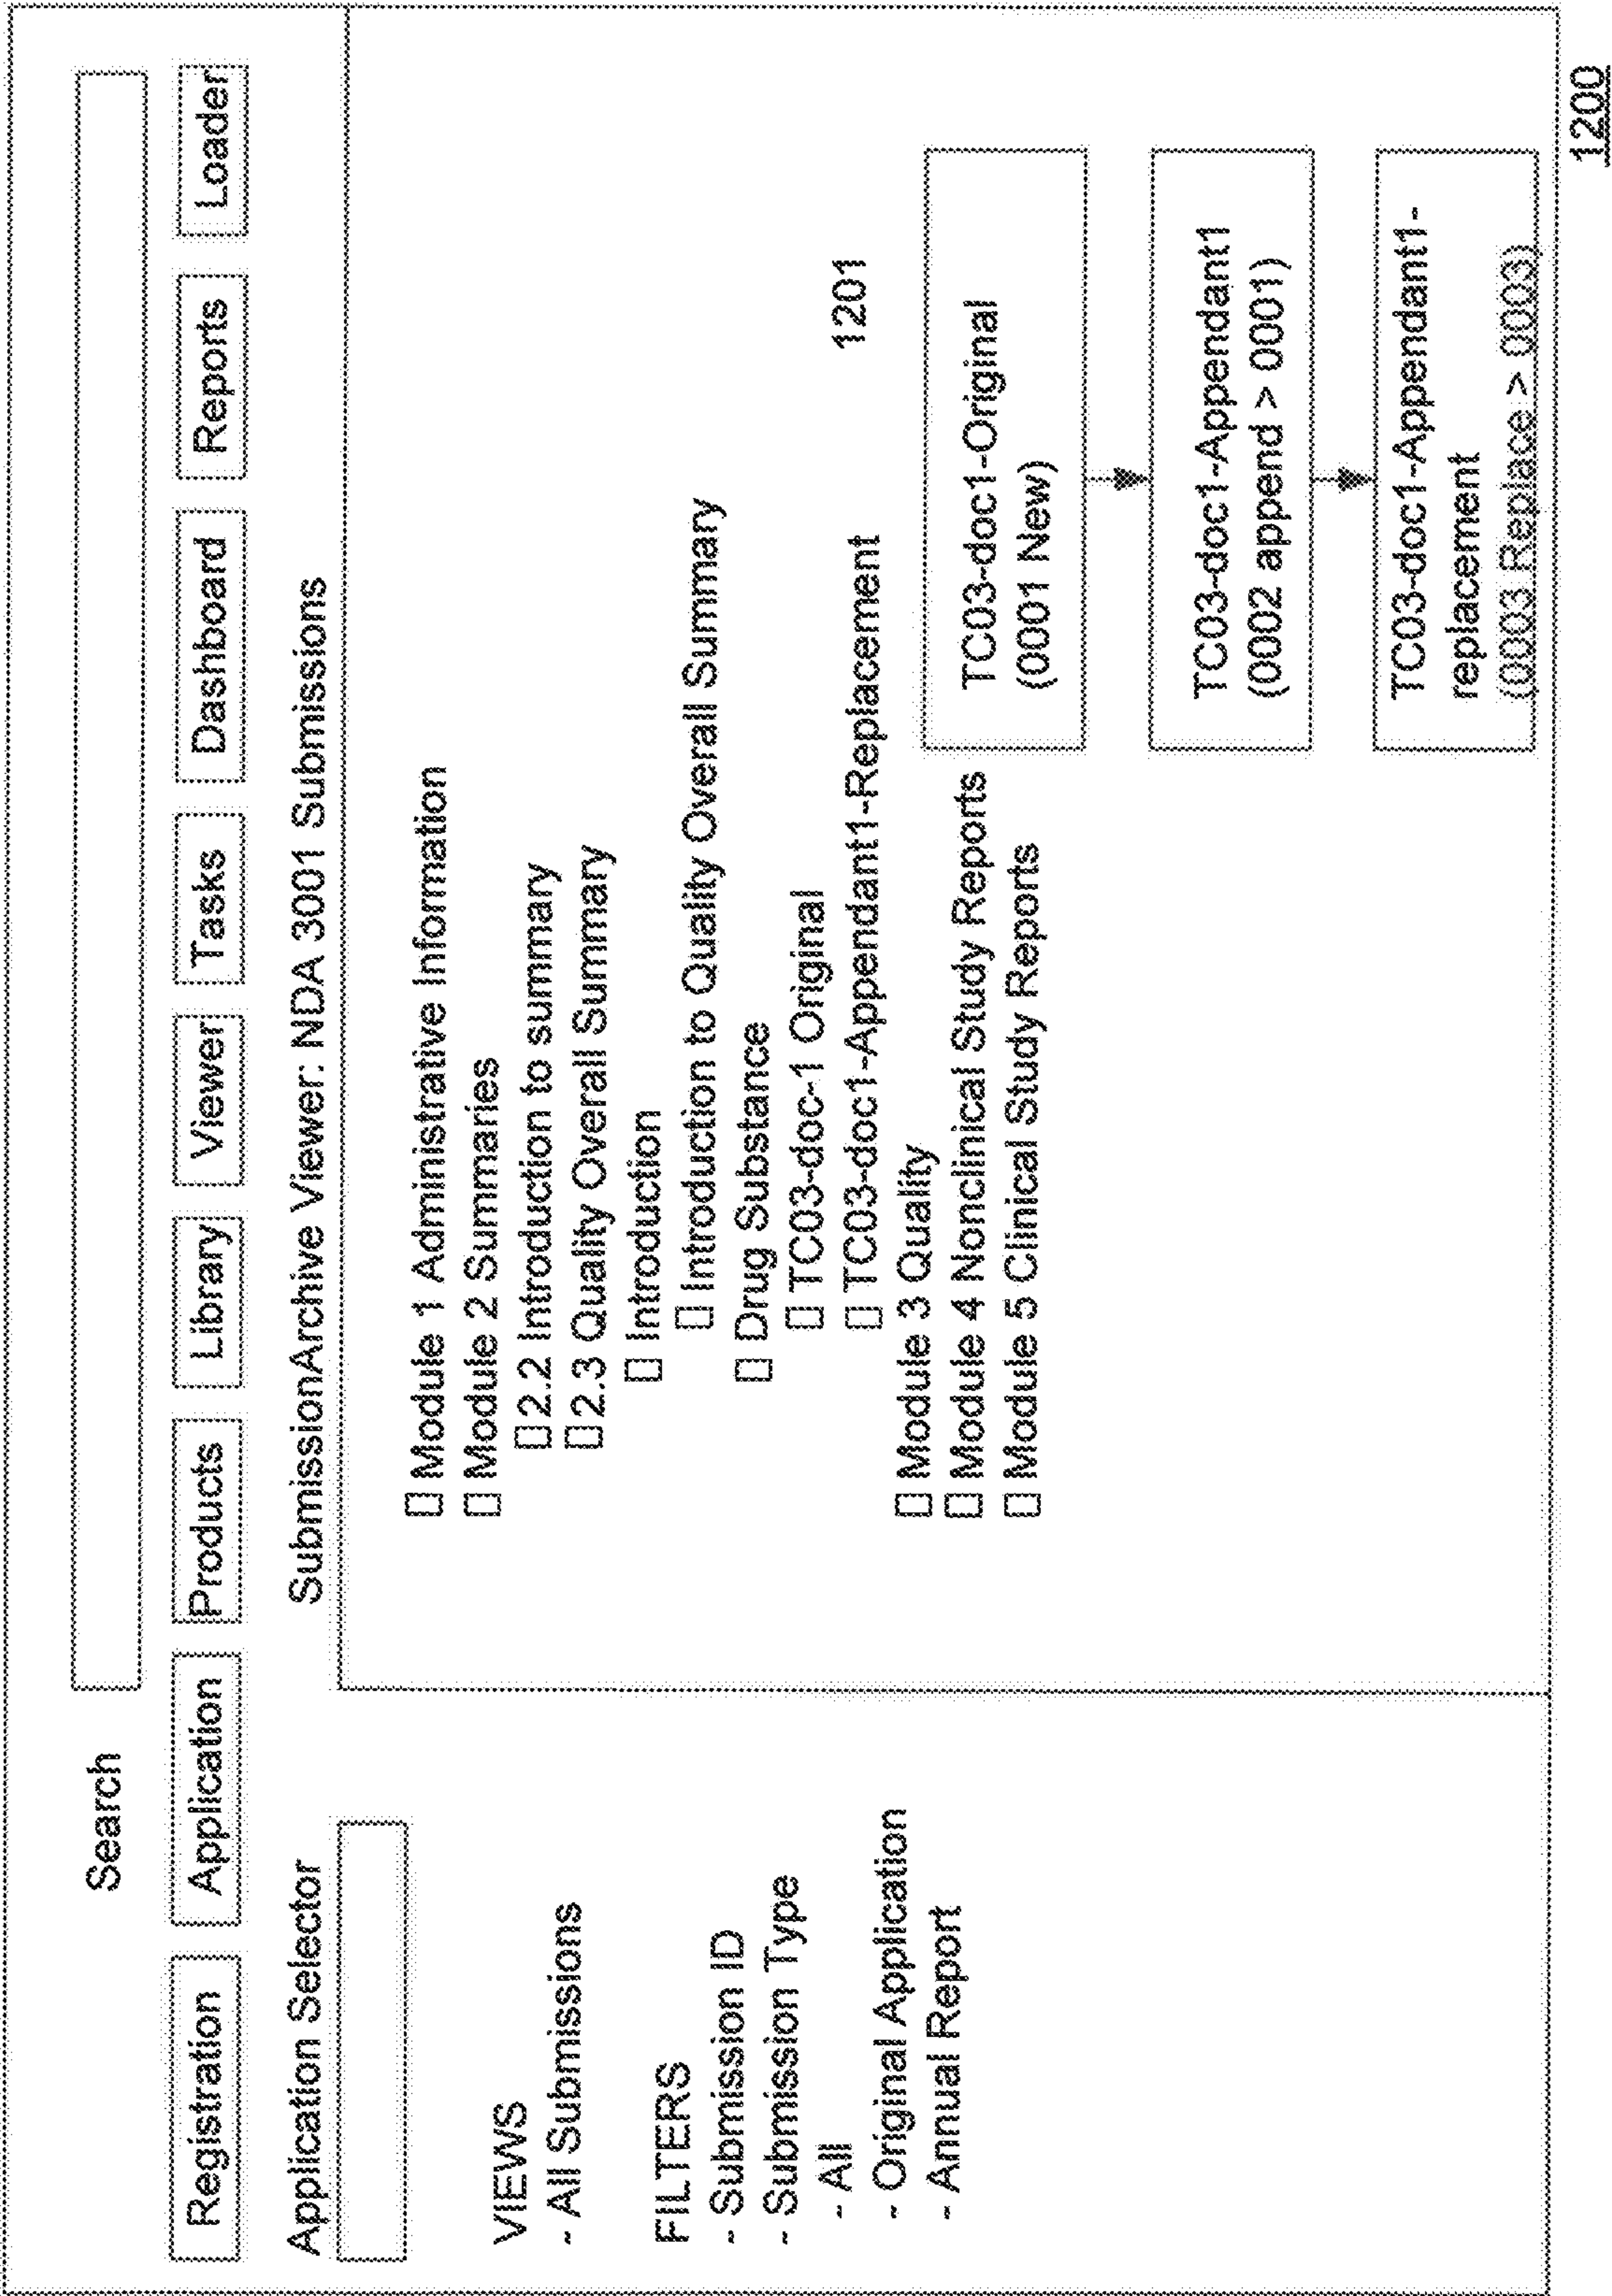 Search
Registration Application Products Library Viewer Tasks Dashboard Reports Loader
Application Selector
SubmissionArchive Viewer: NDA 3001 Submissions
VIEWS
- All Submissions
FILTERS
- Submission ID
- Submission Type
- All
- Original Application
- Annual Report
Module 1 Administrative Information
Module 2 Summaries
2.2 Introduction to summary
2.3 Quality Overall Summary
Introduction
Introduction to Quality Overall Summary
Drug Substance
TC03-doc-1 Original
TC03-doc1-Appendant1-Replacement
Module 3 Quality
Module 4 Nonclinical Study Reports
Module 5 Clinical Study Reports
1201
TC03-doc1-Original
(0001 New)
TC03-doc1-Appendant1
(0002 append > 0001)
TC03-doc1-Appendant1-
replacement
(0003 Replace > 0003)
1200